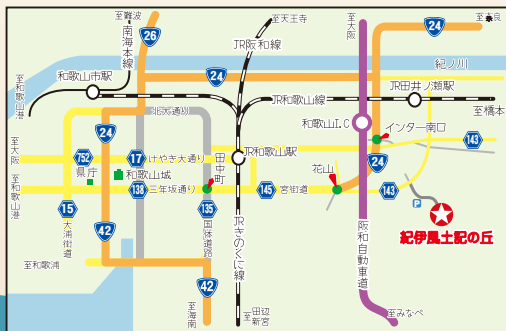 至難波
至天王寺
至大阪
至奈良
南海本線
26
JR阪和線
24
24
紀ノ川
至和歌山港
和歌山市駅
JR田井ノ瀬駅
JR和歌山線
至橋本
北大通り
和歌山I.C
インター南口
24
143
至大阪
752
17
けやき大通り
田中町
JR和歌山駅
24
県庁
和歌山城
花山
至和歌山港
138
三年坂通り
145
宮街道
143
P
15
大浦街道
135
国体道路
42
JRきのくに線
阪和自動車道
紀伊風土記の丘
至和歌浦
42
至海南
至田辺
新宮
至みなべ